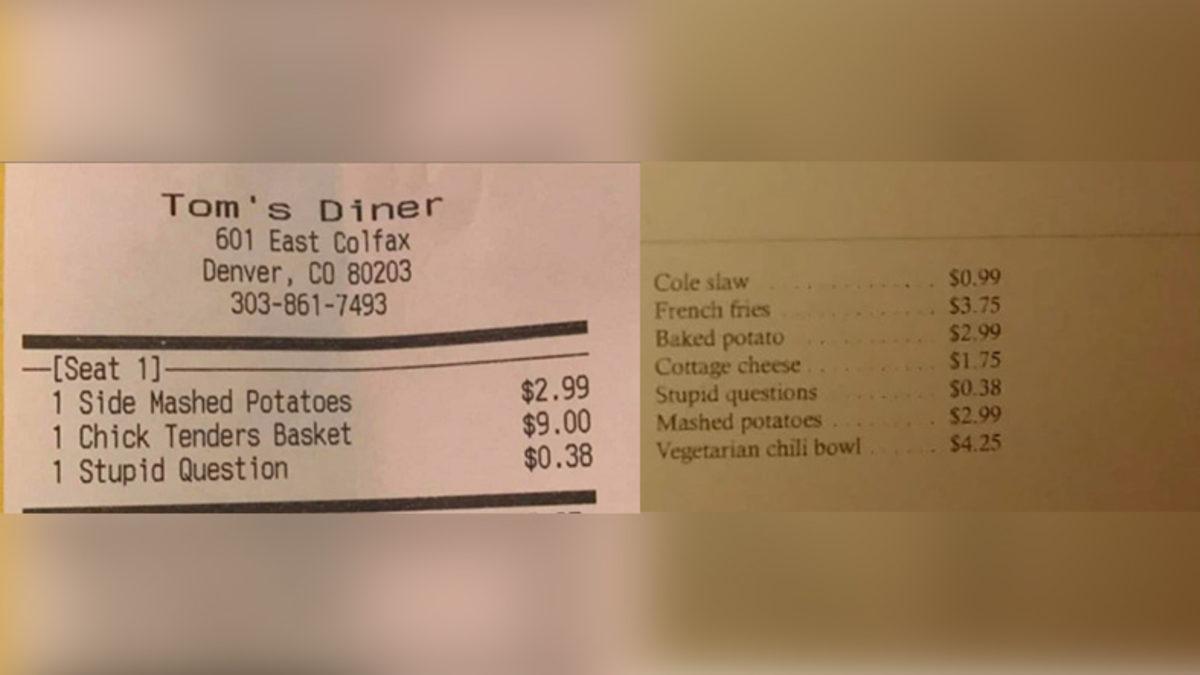 Tom's Diner
601 East Colfax
Denver, CO 80203
303-861-7493
[Seat 1]
1 Side Mashed Potatoes $2.99
1 Chick Tenders Basket $9.00
1 Stupid Question $0.38
Cole slaw . . . . . . . . . . . . $0.99
French fries . . . . . . . . . . . $3.75
Baked potato . . . . . . . . . . $2.99
Cottage cheese . . . . . . . . . $1.75
Stupid questions . . . . . . . . $0.38
Mashed potatoes . . . . . . . $2.99
Vegetarian chili bowl . . . . . $4.25